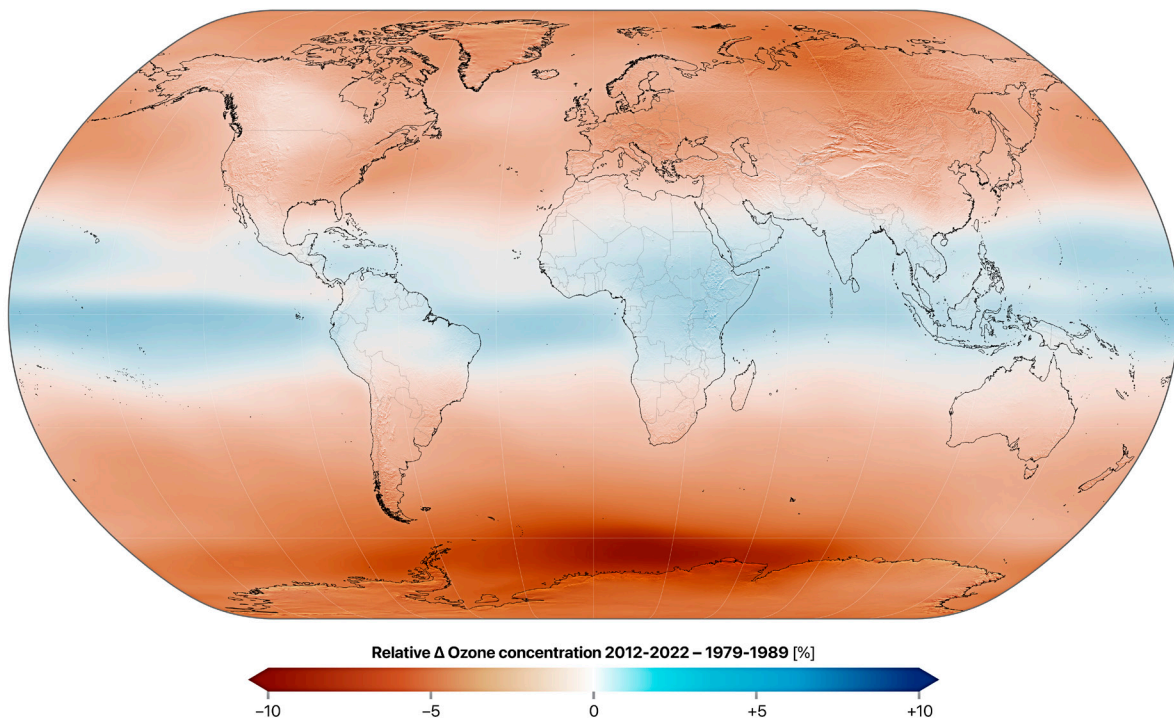 Relative Δ Ozone concentration 2012-2022 – 1979-1989 [%]
−10 −5 0 +5 +10